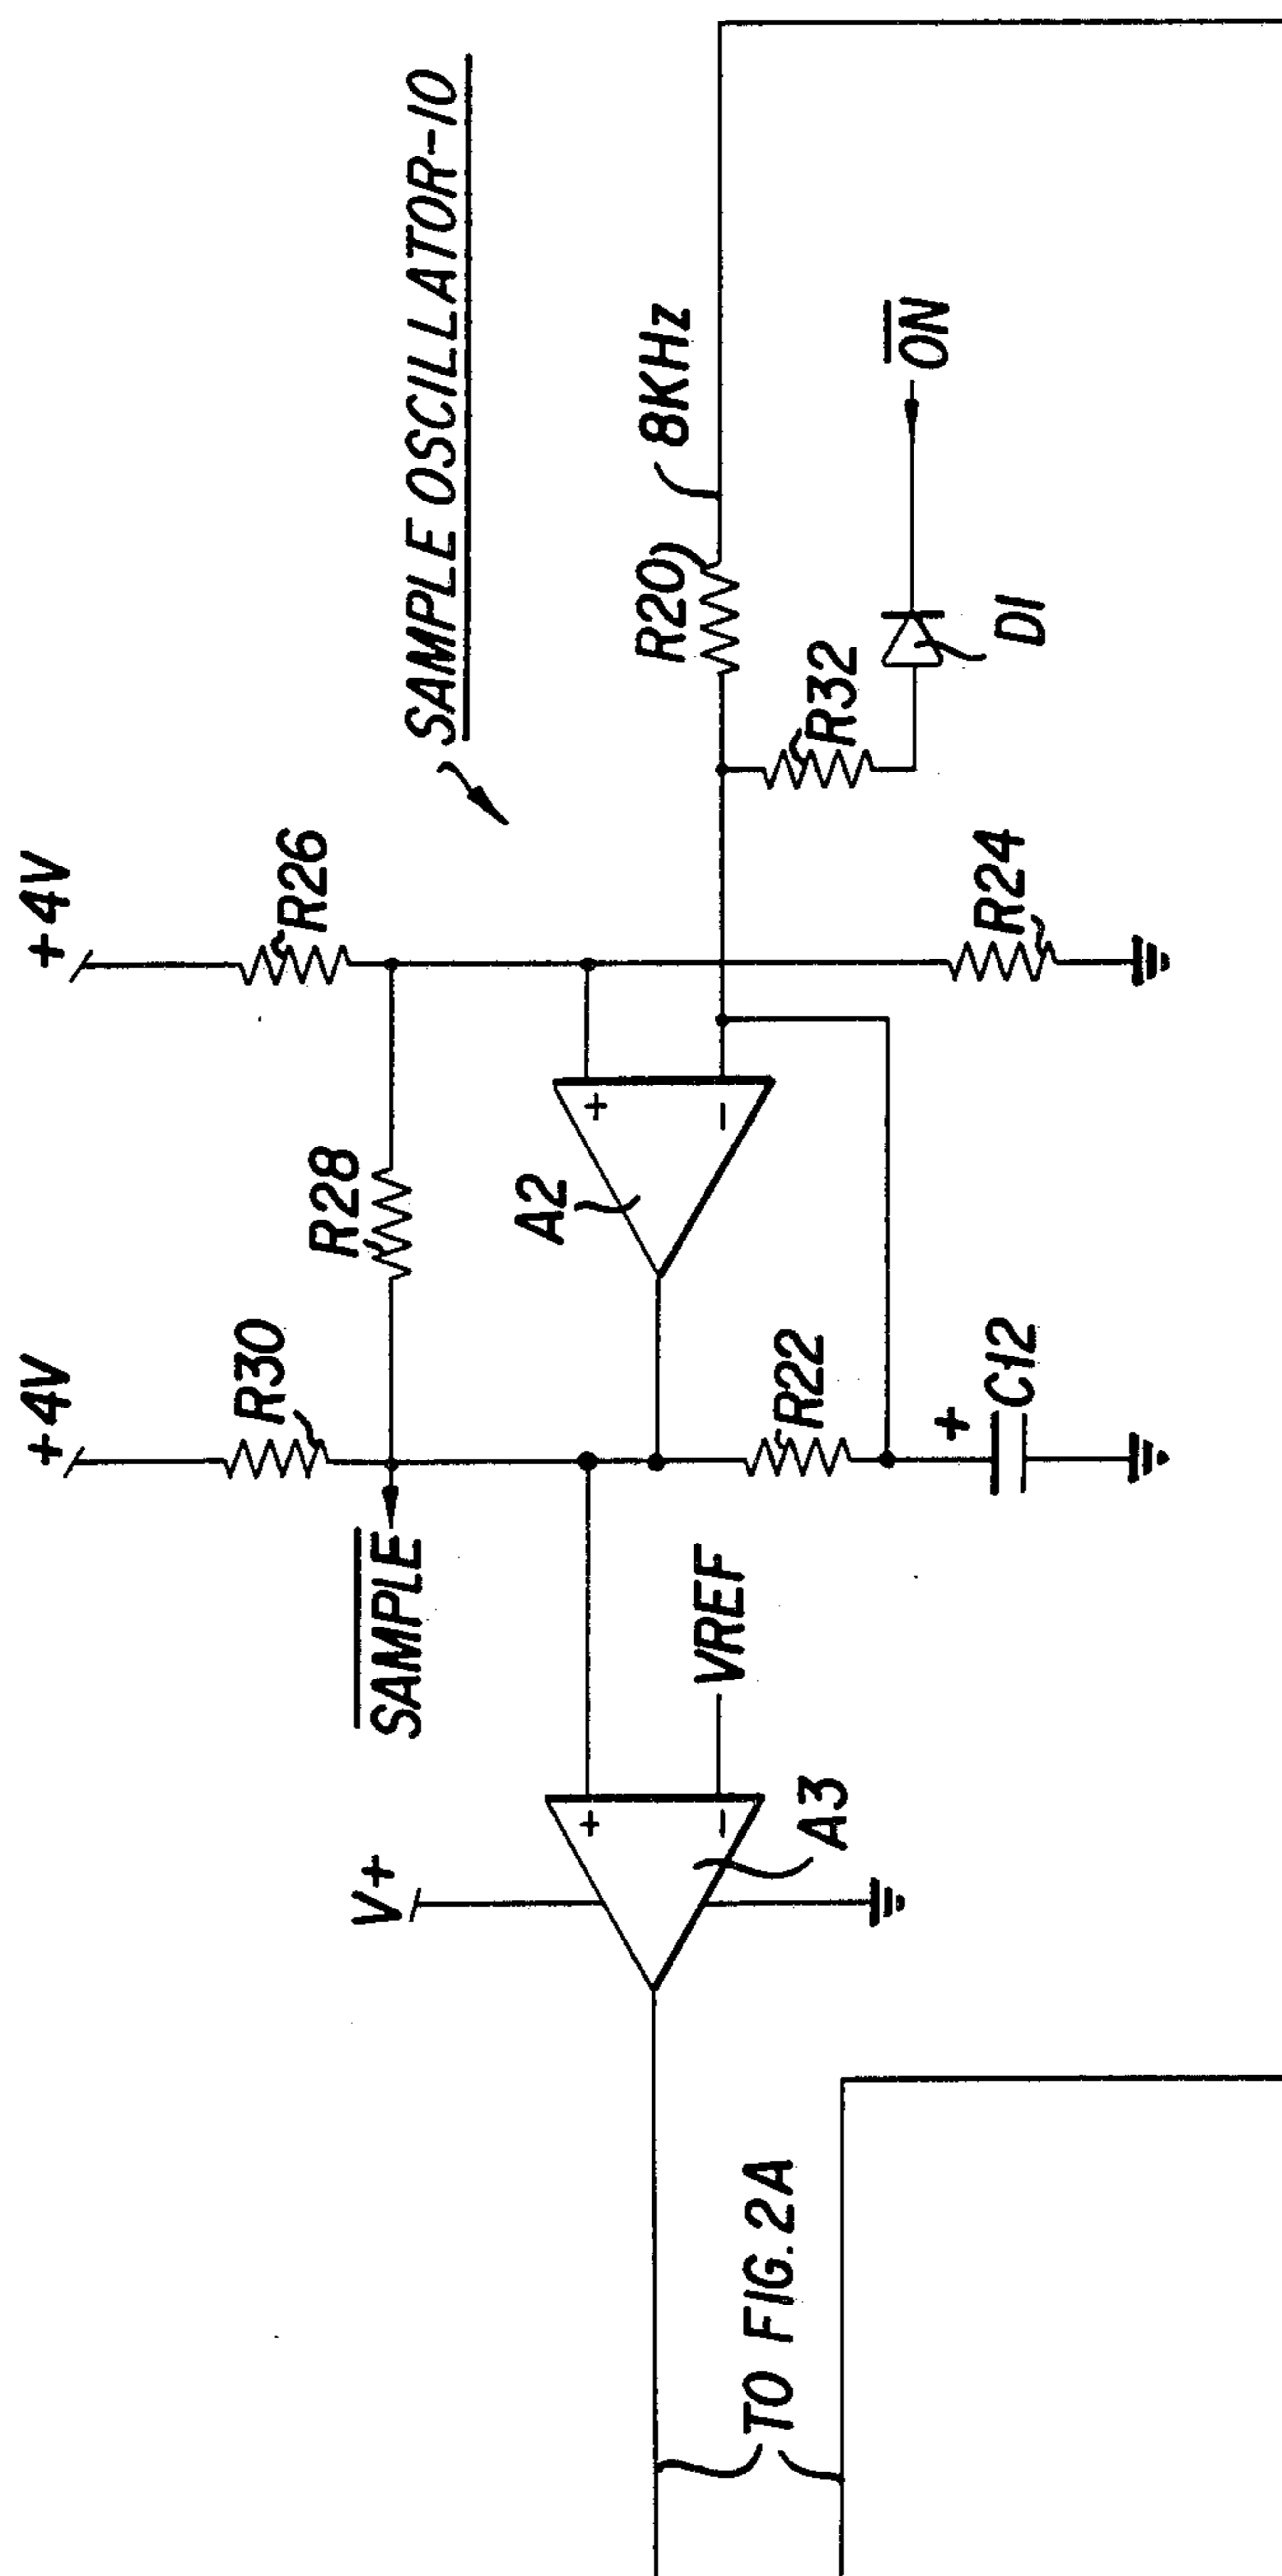 SAMPLE OSCILLATOR-10
+4V
+4V
R26
R30
R28
SAMPLE
V+
A2
+
-
8KHz
R20
VREF
+
-
A3
R32
R22
ON
D1
R24
+
C12
TO FIG. 2A